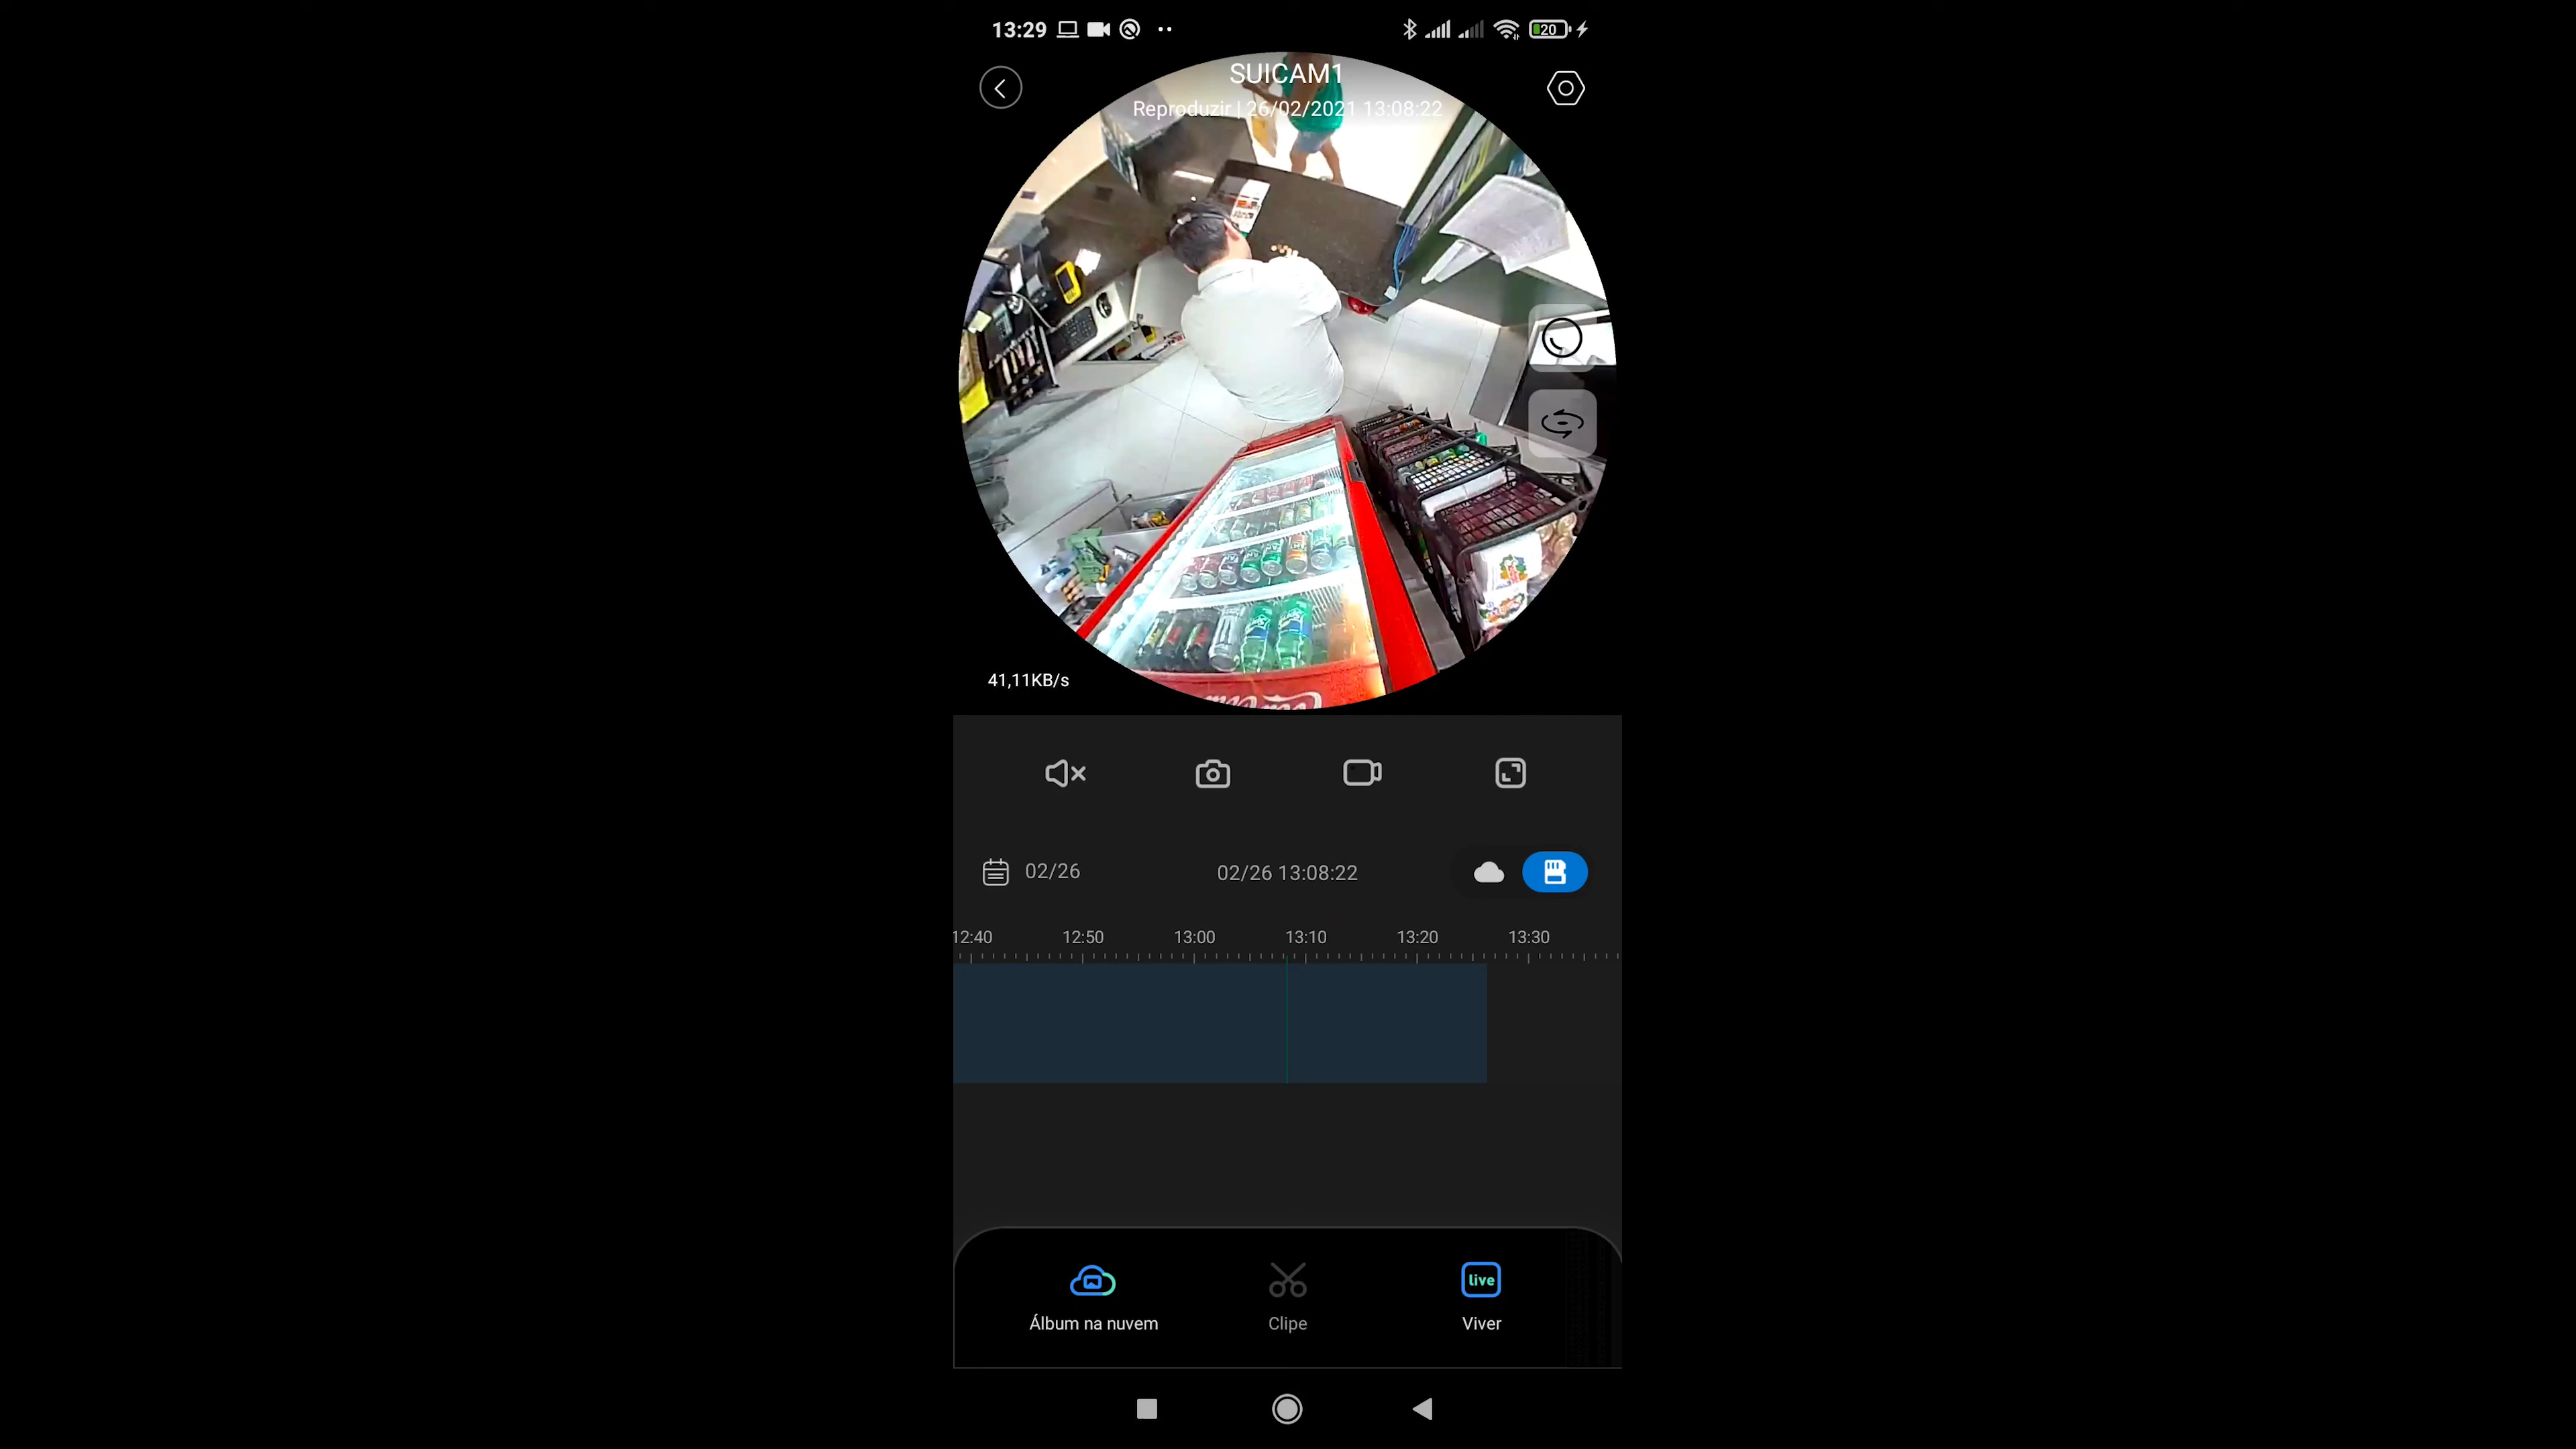 13:29
20
SUICAM1
Reproduzir | 26/02/2021 13:08:22
41,11KB/s
02/26
02/26 13:08:22
12:40 12:50 13:00 13:10 13:20 13:30
live
Álbum na nuvem
Clipe
Viver